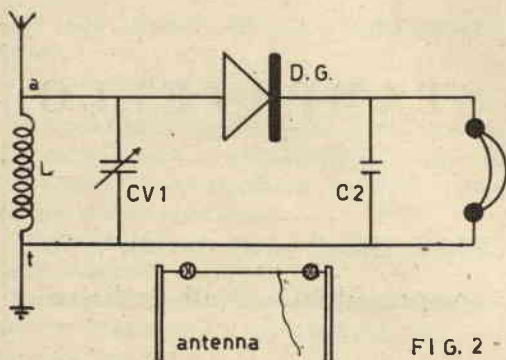 D.G.
a
L
CV1
C2
t
antenna
FIG. 2